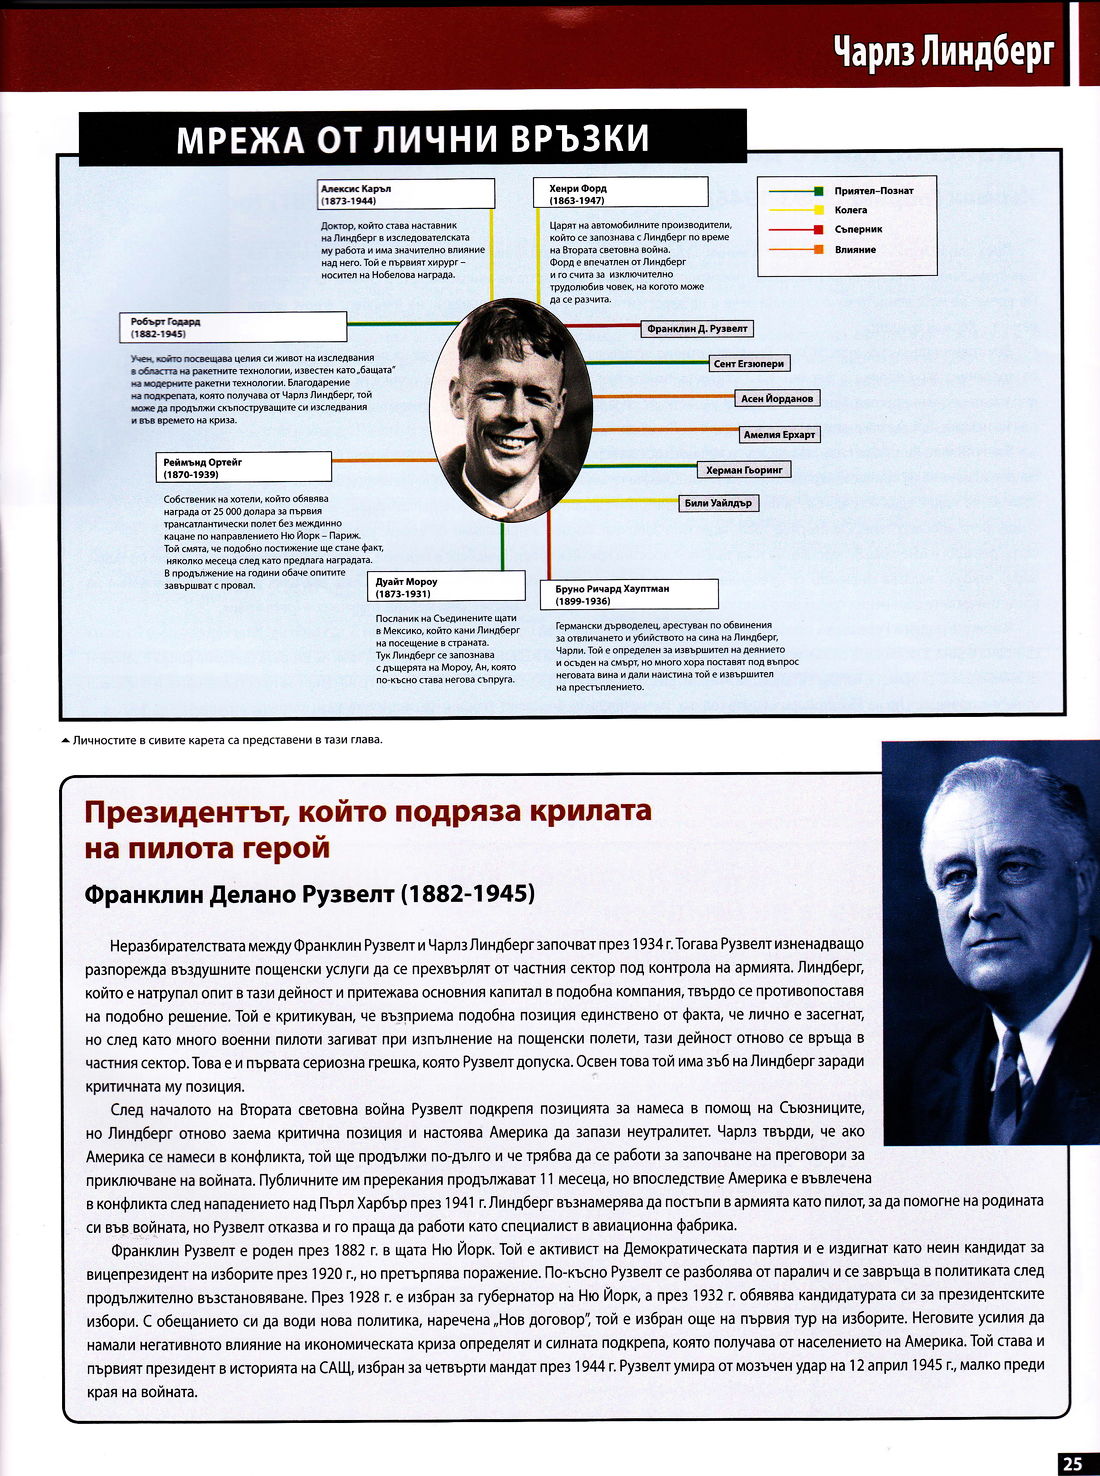 Чарлз Линдберг
МРЕЖА ОТ ЛИЧНИ ВРЪЗКИ
Алексис Каръл
(1873-1944)
Доктор, който става наставник
на Линдберг в изследователската
му работа и има значително влияние
над него. Той е първият хирург –
носител на Нобелова награда.
Хенри Форд
(1863-1947)
Царят на автомобилните производители,
който се запознава с Линдберг по време
на Втората световна война.
Форд е впечатлен от Линдберг
и го счита за изключително
трудолюбив човек, на когото може
да се разчита.
Приятел–Познат
Колега
Съперник
Влияние
Робърт Годард
(1882-1945)
Учен, който посвещава целия си живот на изследвания
в областта на ракетните технологии, известен като „бащата“
на модерните ракетни технологии. Благодарение
на подкрепата, която получава от Чарлз Линдберг, той
може да продължи скъпоструващите си изследвания
и във времето на криза.
Франклин Д. Рузвелт
Сент Егзюпери
Асен Йорданов
Амелия Ерхарт
Херман Гьоринг
Били Уайлдър
Реймънд Ортейг
(1870-1939)
Собственик на хотели, който обявява
награда от 25 000 долара за първия
трансатлантически полет без междинно
кацане по направлението Ню Йорк – Париж.
Той смята, че подобно постижение ще стане факт,
няколко месеца след като предлага наградата.
В продължение на години обаче опитите
завършват с провал.
Дуайт Мороу
(1873-1931)
Посланик на Съединените щати
в Мексико, който кани Линдберг
на посещение в страната.
Тук Линдберг се запознава
с дъщерята на Мороу, Ан, която
по-късно става негова съпруга.
Бруно Ричард Хауптман
(1899-1936)
Германски дърводелец, арестуван по обвинения
за отвличането и убийството на сина на Линдберг,
Чарли. Той е определен за извършител на деянието
и осъден на смърт, но много хора поставят под въпрос
неговата вина и дали наистина той е извършител
на престъплението.
Личностите в сивите карета са представени в тази глава.
Президентът, който подряза крилата
на пилота герой
Франклин Делано Рузвелт (1882-1945)
Неразбирателствата между Франклин Рузвелт и Чарлз Линдберг започват през 1934 г. Тогава Рузвелт изненадващо
разпорежда въздушните пощенски услуги да се прехвърлят от частния сектор под контрола на армията. Линдберг,
който е натрупал опит в тази дейност и притежава основния капитал в подобна компания, твърдо се противопоставя
на подобно решение. Той е критикуван, че възприема подобна позиция единствено от факта, че лично е засегнат,
но след като много военни пилоти загиват при изпълнение на пощенски полети, тази дейност отново се връща в
частния сектор. Това е и първата сериозна грешка, която Рузвелт допуска. Освен това той има зъб на Линдберг заради
критичната му позиция.
След началото на Втората световна война Рузвелт подкрепя позицията за намеса в помощ на Съюзниците,
но Линдберг отново заема критична позиция и настоява Америка да запази неутралитет. Чарлз твърди, че ако
Америка се намеси в конфликта, той ще продължи по-дълго и че трябва да се работи за започване на преговори за
приключване на войната. Публичните им пререкания продължават 11 месеца, но впоследствие Америка е въвлечена
в конфликта след нападението над Пърл Харбър през 1941 г. Линдберг възнамерява да постъпи в армията като пилот, за да помогне на родината
си във войната, но Рузвелт отказва и го праща да работи като специалист в авиационна фабрика.
Франклин Рузвелт е роден през 1882 г. в щата Ню Йорк. Той е активист на Демократическата партия и е издигнат като неин кандидат за
вицепрезидент на изборите през 1920 г., но претърпява поражение. По-късно Рузвелт се разболява от паралич и се завръща в политиката след
продължително възстановяване. През 1928 г. е избран за губернатор на Ню Йорк, а през 1932 г. обявява кандидатурата си за президентските
избори. С обещанието си да води нова политика, наречена „Нов договор“, той е избран още на първия тур на изборите. Неговите усилия да
намали негативното влияние на икономическата криза определят и силната подкрепа, която получава от населението на Америка. Той става и
първият президент в историята на САЩ, избран за четвърти мандат през 1944 г. Рузвелт умира от мозъчен удар на 12 април 1945 г., малко преди
края на войната.
25